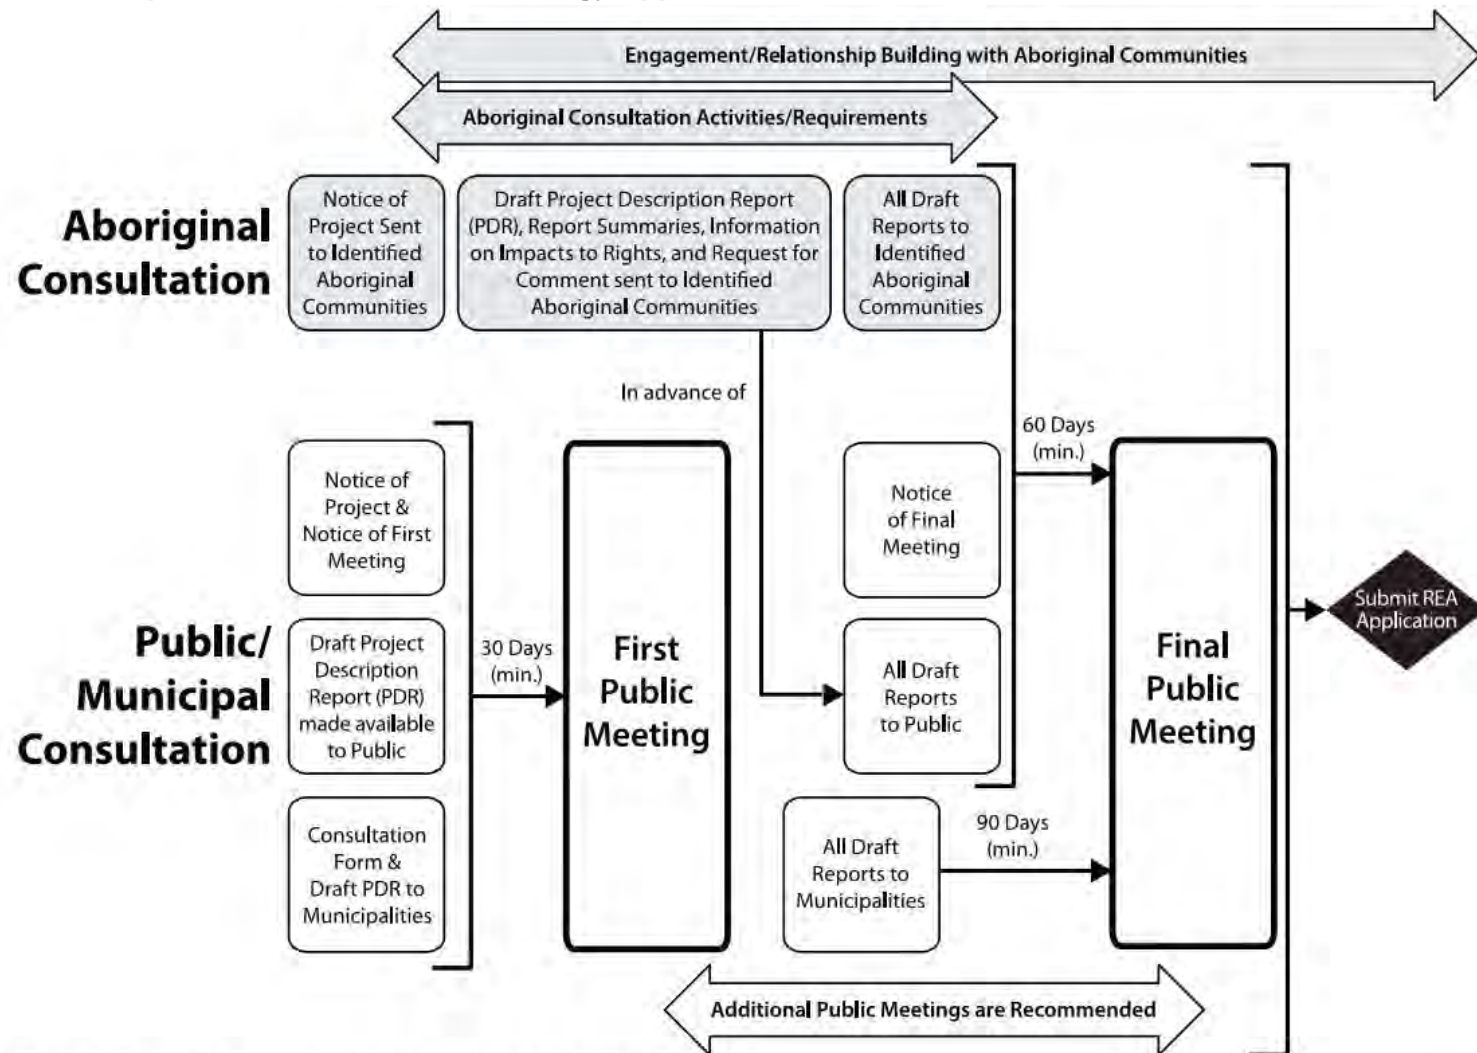 Engagement/Relationship Building with Aboriginal Communities
Aboriginal Consultation Activities/Requirements
Aboriginal
Consultation
Notice of
Project Sent
to Identified
Aboriginal
Communities
Draft Project Description Report
(PDR), Report Summaries, Information
on Impacts to Rights, and Request for
Comment sent to Identified
Aboriginal Communities
All Draft
Reports to
Identified
Aboriginal
Communities
In advance of
60 Days
(min.)
Public/
Municipal
Consultation
Notice of
Project &
Notice of First
Meeting
Draft Project
Description
Report (PDR)
made available
to Public
Consultation
Form &
Draft PDR to
Municipalities
30 Days
(min.)
First
Public
Meeting
Notice
of Final
Meeting
All Draft
Reports
to Public
All Draft
Reports to
Municipalities
90 Days
(min.)
Final
Public
Meeting
Submit REA
Application
Additional Public Meetings are Recommended